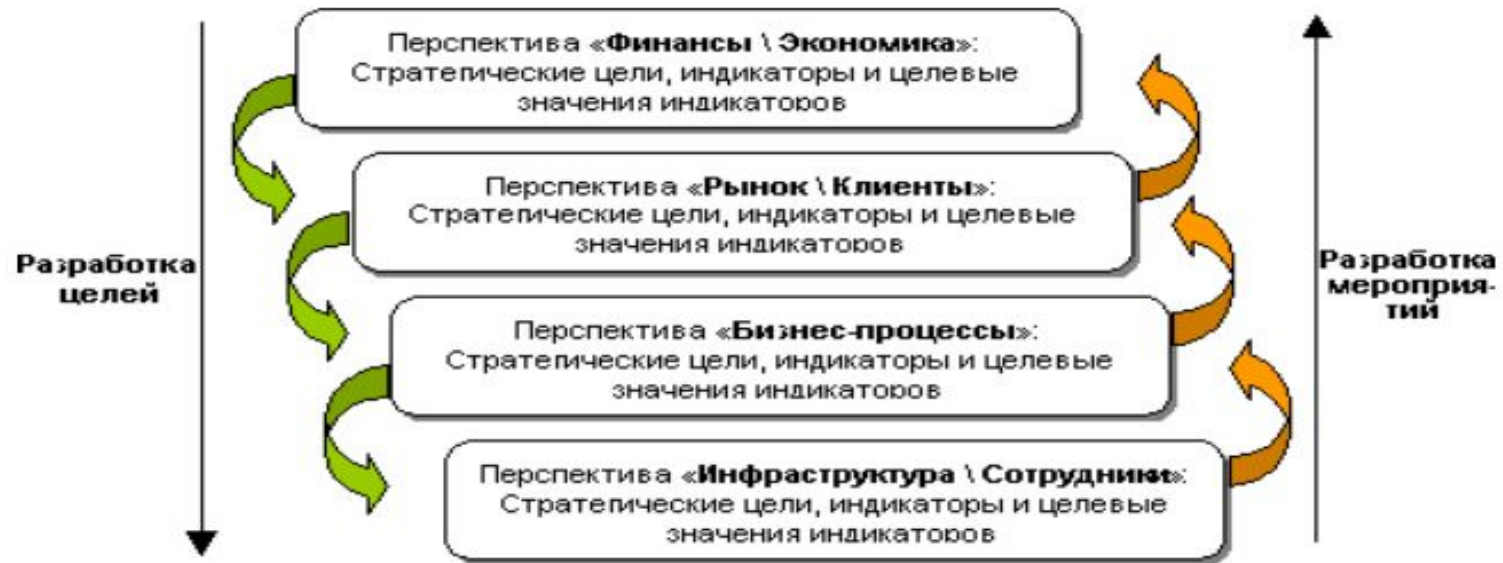 Перспектива «Финансы \ Экономика»:
Стратегические цели, индикаторы и целевые
значения индикаторов
Перспектива «Рынок \ Клиенты»:
Стратегические цели, индикаторы и целевые
значения индикаторов
Разработка
целей
Разработка
мероприя-
тий
Перспектива «Бизнес-процессы»:
Стратегические цели, индикаторы и целевые
значения индикаторов
Перспектива «Инфраструктура \ Сотрудники»:
Стратегические цели, индикаторы и целевые
значения индикаторов